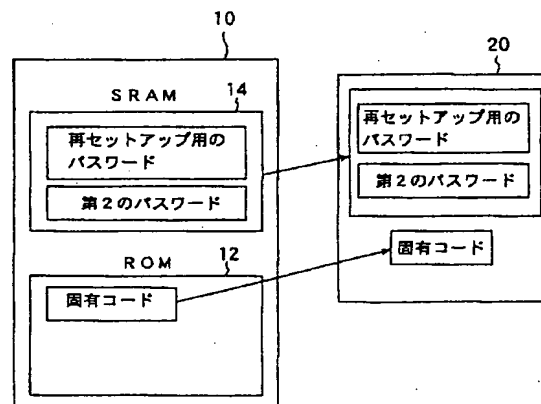 10
SRAM
14
再セットアップ用の
パスワード
第2のパスワード
ROM
12
固有コード
20
再セットアップ用の
パスワード
第2のパスワード
固有コード